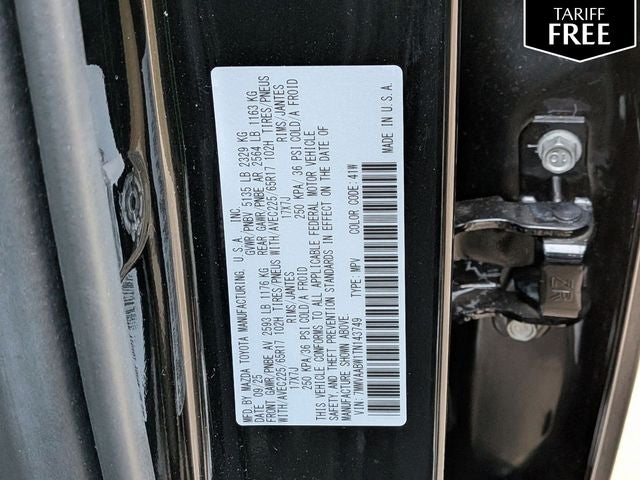 TARIFF
FREE
MFD. BY MAZDA TOYOTA MANUFACTURING, U.S.A., INC.
DATE 09/25 GVWR/PNBV 5135 LB 2329 KG
FRONT GAWR/PNBE AV 2593 LB 1176 KG REAR GAWR/PNBE AR 2564 LB 1163 KG
WITH/AVEC225/65R17 102H TIRES/PNEUS WITH/AVEC225/65R17 102H TIRES/PNEUS
17X7J RIMS/JANTES 17X7J RIMS/JANTES
250 KPA/36 PSI COLD/A FROID 250 KPA/ 36 PSI COLD/A FROID
THIS VEHICLE CONFORMS TO ALL APPLICABLE FEDERAL MOTOR VEHICLE
SAFETY AND THEFT PREVENTION STANDARDS IN EFFECT ON THE DATE OF
MANUFACTURE SHOWN ABOVE.
VIN: 7MMVAABW1TN143749 TYPE: MPV COLOR CODE: 41W
MADE IN U.S.A.
8
ZR